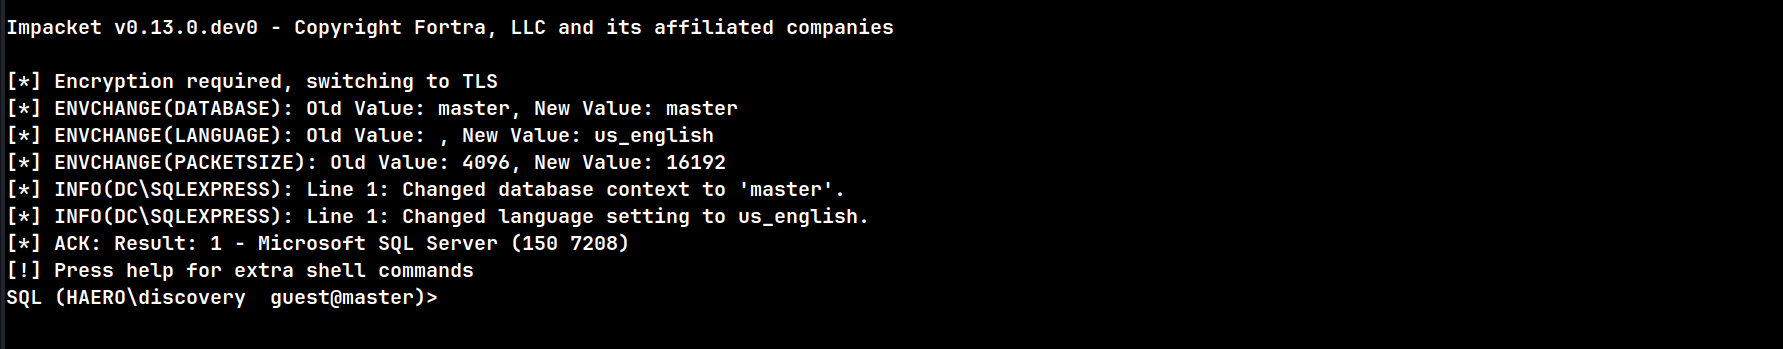 Impacket v0.13.0.dev0 - Copyright Fortra, LLC and its affiliated companies
[*] Encryption required, switching to TLS
[*] ENVCHANGE(DATABASE): Old Value: master, New Value: master
[*] ENVCHANGE(LANGUAGE): Old Value: , New Value: us_english
[*] ENVCHANGE(PACKETSIZE): Old Value: 4096, New Value: 16192
[*] INFO(DC\SQLEXPRESS): Line 1: Changed database context to 'master'.
[*] INFO(DC\SQLEXPRESS): Line 1: Changed language setting to us_english.
[*] ACK: Result: 1 - Microsoft SQL Server (150 7208)
[!] Press help for extra shell commands
SQL (HAERO\discovery  guest@master)>